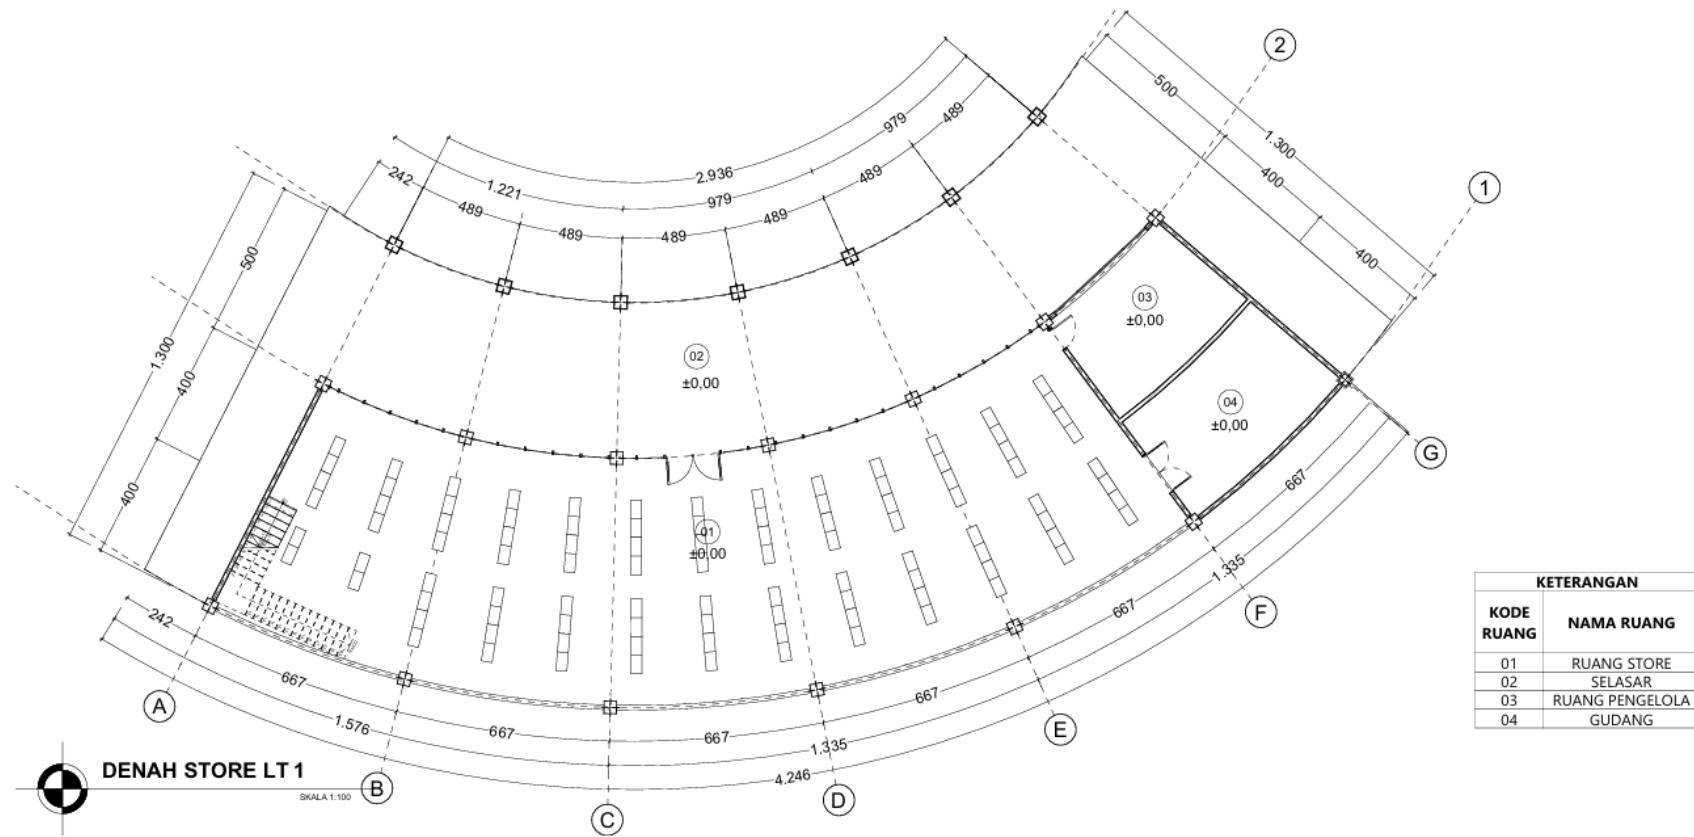 2
1
500
1.300
400
400
489
979
489
2.936
489
979
489
489
1.221
242
489
489
500
1.300
400
400
03
±0,00
02
±0,00
04
±0,00
01
±0,00
G
667
1.335
F
667
667
E
667
1.335
667
4.246
D
C
667
1.576
B
242
A
DENAH STORE LT 1
SKALA 1:100
KETERANGAN
KODE RUANG NAMA RUANG
01 RUANG STORE
02 SELASAR
03 RUANG PENGELOLA
04 GUDANG